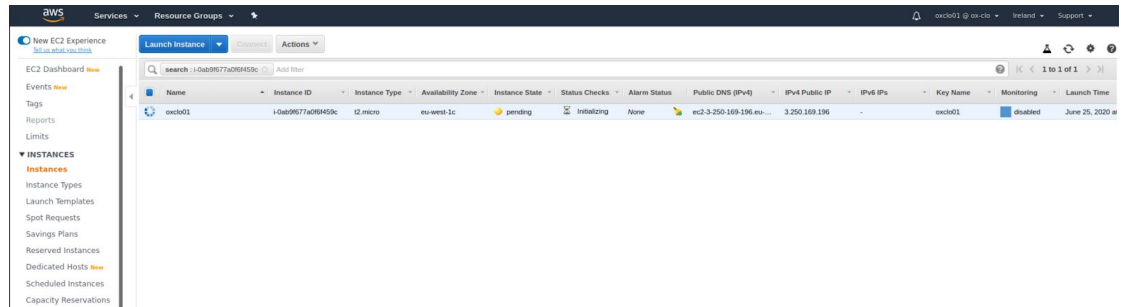 aws Services Resource Groups oxclo01 @ ox-clo Ireland Support
New EC2 Experience
Tell us what you think
Launch Instance Connect Actions
EC2 Dashboard New
Events New
Tags
Reports
Limits
INSTANCES
Instances
Instance Types
Launch Templates
Spot Requests
Savings Plans
Reserved Instances
Dedicated Hosts New
Scheduled Instances
Capacity Reservations
search : i-0ab9f677a0f6f459c Add filter 1 to 1 of 1
Name Instance ID Instance Type Availability Zone Instance State Status Checks Alarm Status Public DNS (IPv4) IPv4 Public IP IPv6 IPs Key Name Monitoring Launch Time
oxclo01 i-0ab9f677a0f6f459c t2.micro eu-west-1c pending Initializing None ec2-3-250-169-196.eu-... 3.250.169.196 - oxclo01 disabled June 25, 2020 at